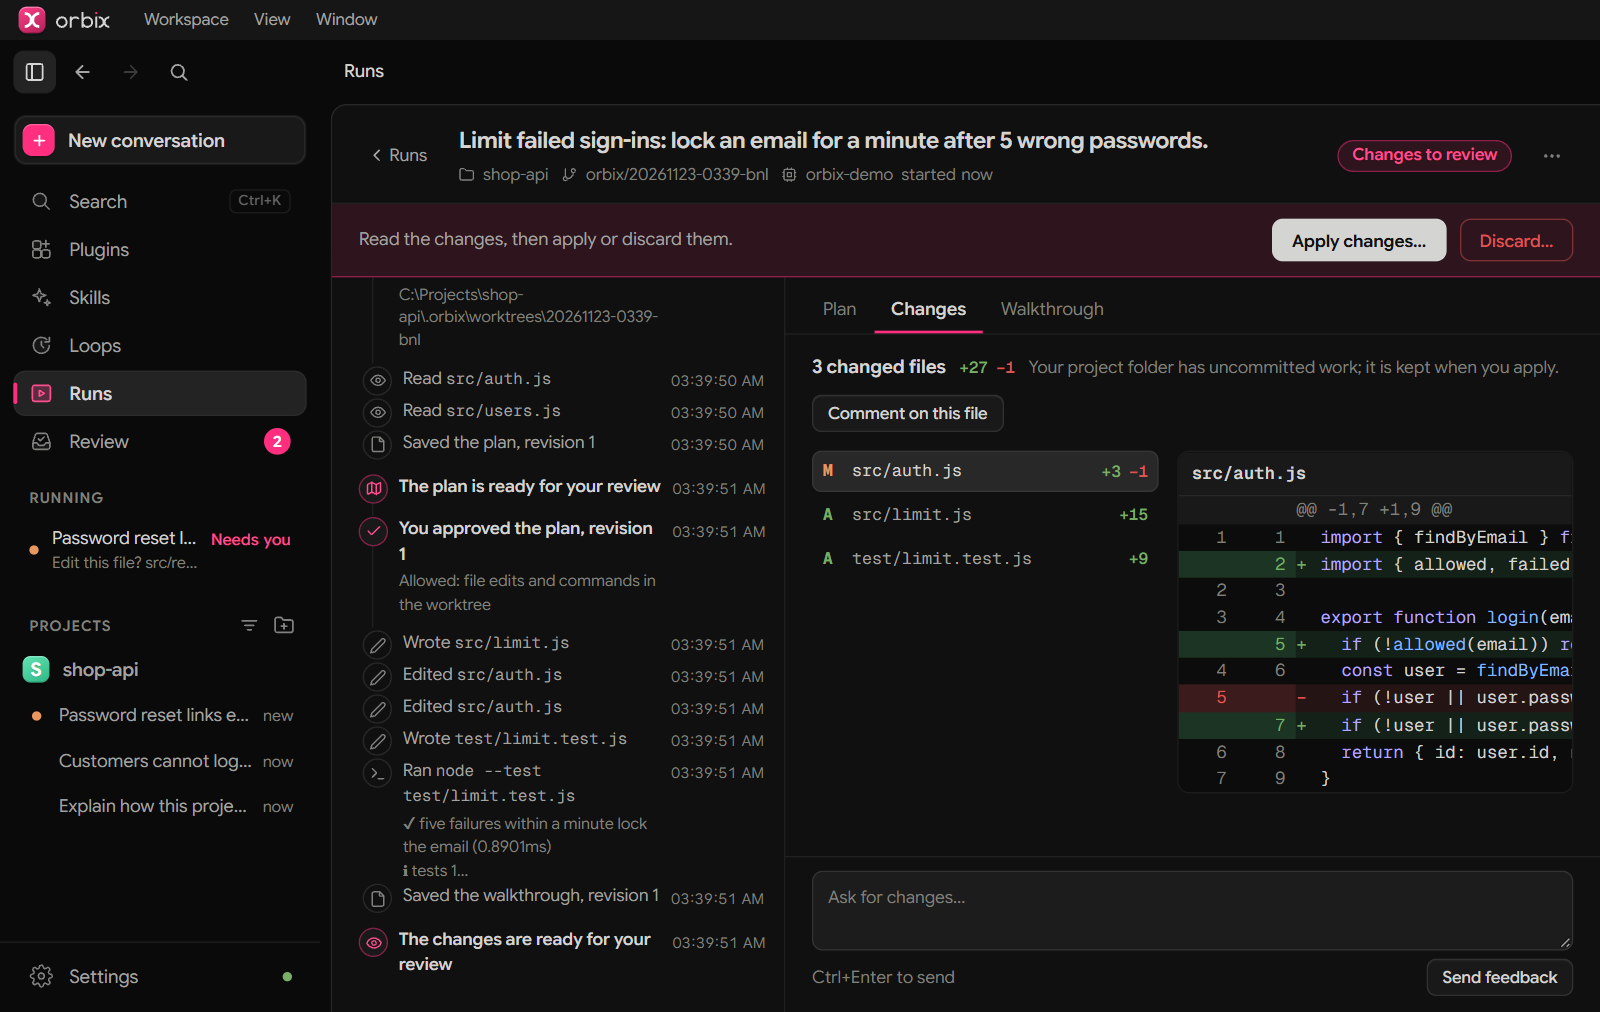 orbix Workspace View Window
Runs
New conversation
Search Ctrl+K
Plugins
Skills
Loops
Runs
Review 2
RUNNING
Password reset l... Needs you
Edit this file? src/re...
PROJECTS
S shop-api
Password reset links e... new
Customers cannot log... now
Explain how this proje... now
Settings
Runs
Limit failed sign-ins: lock an email for a minute after 5 wrong passwords.
shop-api orbix/20261123-0339-bnl orbix-demo started now
Changes to review
Read the changes, then apply or discard them.
Apply changes...
Discard...
C:\Projects\shop-
api\.orbix\worktrees\20261123-0339-
bnl
Read src/auth.js 03:39:50 AM
Read src/users.js 03:39:50 AM
Saved the plan, revision 1 03:39:50 AM
The plan is ready for your review 03:39:51 AM
You approved the plan, revision 03:39:51 AM
1
Allowed: file edits and commands in
the worktree
Wrote src/limit.js 03:39:51 AM
Edited src/auth.js 03:39:51 AM
Edited src/auth.js 03:39:51 AM
Wrote test/limit.test.js 03:39:51 AM
Ran node --test 03:39:51 AM
test/limit.test.js
✓ five failures within a minute lock
the email (0.8901ms)
ℹ tests 1...
Saved the walkthrough, revision 1 03:39:51 AM
The changes are ready for your 03:39:51 AM
review
Plan Changes Walkthrough
3 changed files +27 −1 Your project folder has uncommitted work; it is kept when you apply.
Comment on this file
M src/auth.js +3 −1
A src/limit.js +15
A test/limit.test.js +9
src/auth.js
@@ -1,7 +1,9 @@
1 1 import { findByEmail }
2 + import { allowed, failed
2 3
3 4 export function login(
5 + if (!allowed(email))
4 6 const user =
5 − if (!user ||
7 + if (!user ||
6 8 return { id: user.id,
7 9 }
Ask for changes...
Ctrl+Enter to send
Send feedback